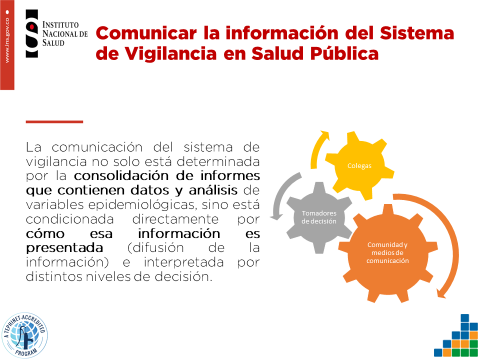 www.ins.gov.co
INSTITUTO
NACIONAL DE
SALUD
Comunicar la información del Sistema
de Vigilancia en Salud Pública
La comunicación del sistema de
vigilancia no solo está determinada
por la consolidación de informes
que contienen datos y análisis de
variables epidemiológicas, sino está
condicionada directamente por
cómo esa información es
presentada (difusión de la
información) e interpretada por
distintos niveles de decisión.
Colegas
Tomadores
de decisión
Comunidad y
medios de
comunicación
A TEPHINET ACCREDITED
PROGRAM